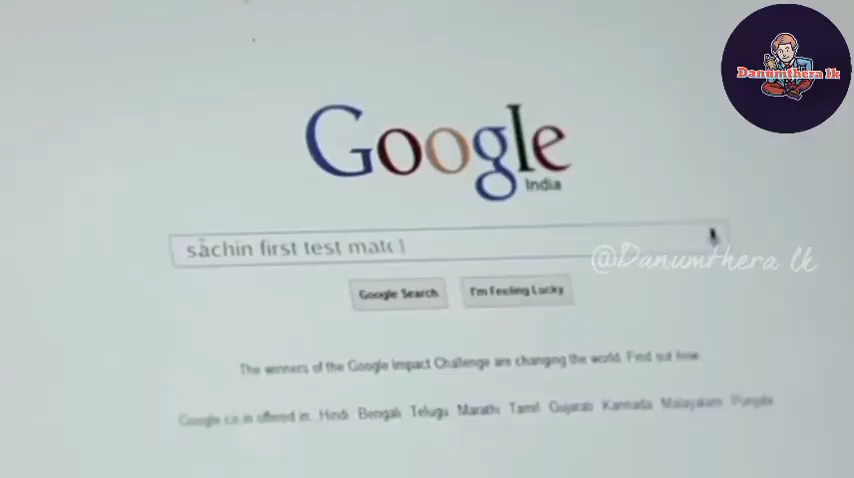 Danumthera lk
Google
India
sachin first test matc
@Danumthera lk
Google Search
I'm Feeling Lucky
The winners of the Google Impact Challenge are changing the world. Find out how
Google.co.in offered in: Hindi Bengali Telugu Marathi Tamil Gujarati Kannada Malayalam Punjabi